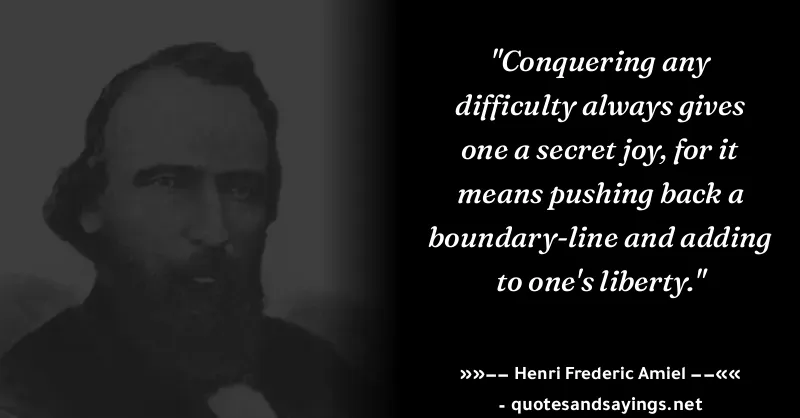 "Conquering any
difficulty always gives
one a secret joy, for it
means pushing back a
boundary-line and adding
to one's liberty."
»»−− Henri Frederic Amiel −−««
- quotesandsayings.net